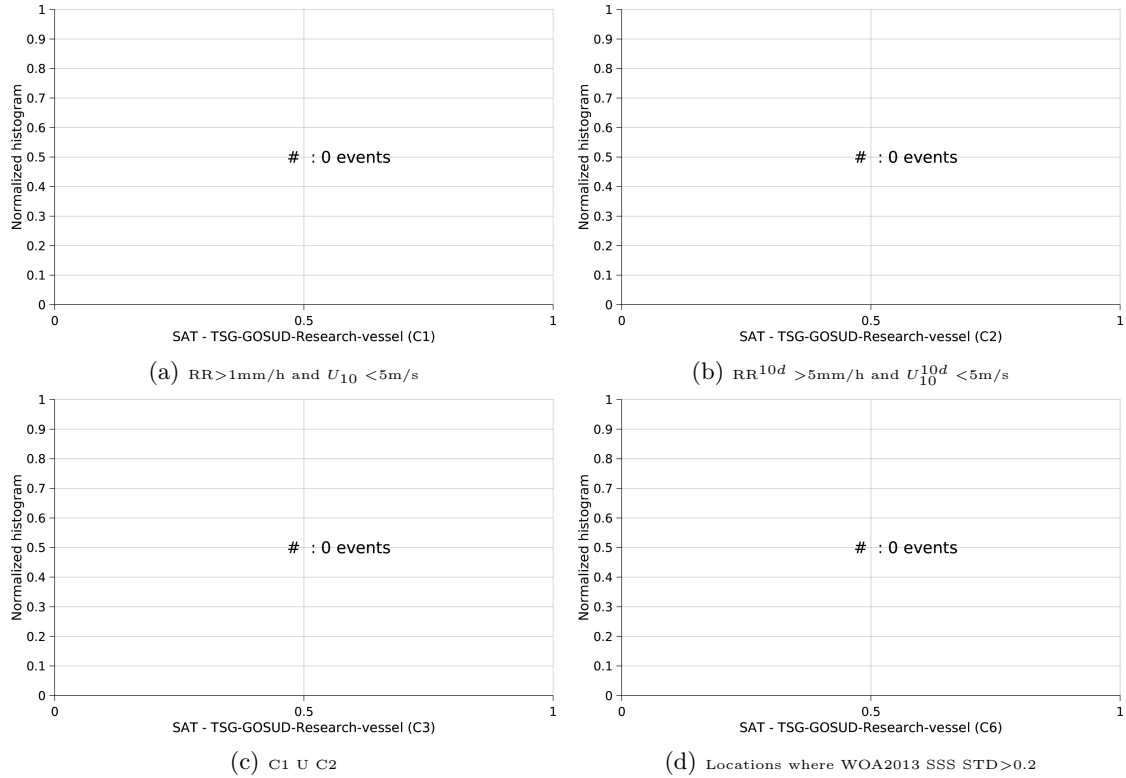 1
0.9
0.8
0.7
0.6
0.5
0.4
0.3
0.2
0.1
0
Normalized histogram
# : 0 events
0 0.5 1
SAT - TSG-GOSUD-Research-vessel (C1)
(a) RR>1mm/h and U10 <5m/s
1
0.9
0.8
0.7
0.6
0.5
0.4
0.3
0.2
0.1
0
Normalized histogram
# : 0 events
0 0.5 1
SAT - TSG-GOSUD-Research-vessel (C2)
(b) RR^10d >5mm/h and U10^10d <5m/s
1
0.9
0.8
0.7
0.6
0.5
0.4
0.3
0.2
0.1
0
Normalized histogram
# : 0 events
0 0.5 1
SAT - TSG-GOSUD-Research-vessel (C3)
(c) C1 U C2
1
0.9
0.8
0.7
0.6
0.5
0.4
0.3
0.2
0.1
0
Normalized histogram
# : 0 events
0 0.5 1
SAT - TSG-GOSUD-Research-vessel (C6)
(d) Locations where WOA2013 SSS STD>0.2